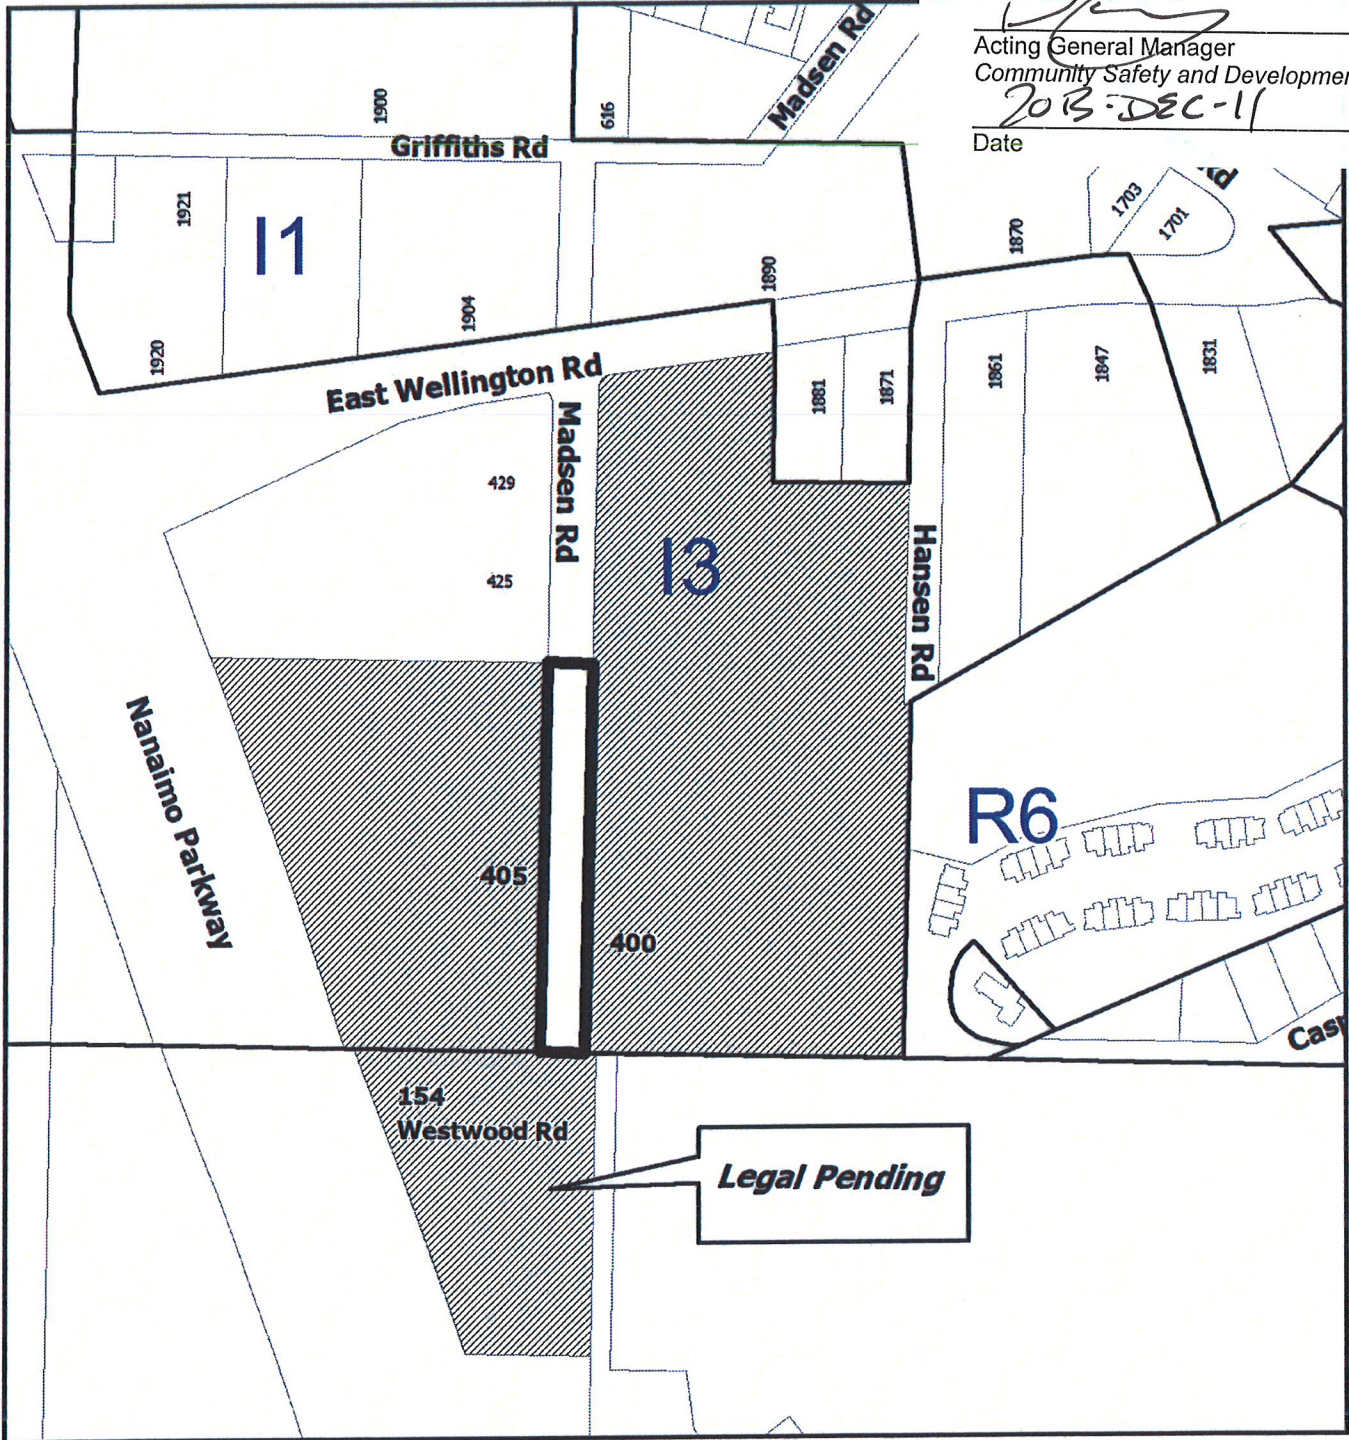 Acting General Manager
Community Safety and Developmen
2013-DEC-11
Date
Madsen Rd
1900
616
Griffiths Rd
Rd
1703
1701
1921
I1
1870
1890
1904
1920
East Wellington Rd
1881
1871
1861
1847
1831
Madsen Rd
429
425
I3
Hansen Rd
Nanaimo Parkway
R6
405
400
Casp
154
Westwood Rd
Legal Pending